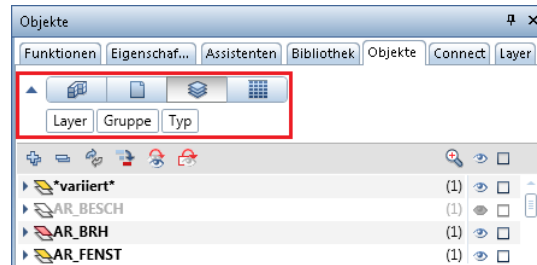 Objekte
Funktionen Eigenschaf... Assistenten Bibliothek Objekte Connect Layer
Layer Gruppe Typ
*variiert* (1)
AR_BESCH (1)
AR_BRH (1)
AR_FENST (1)